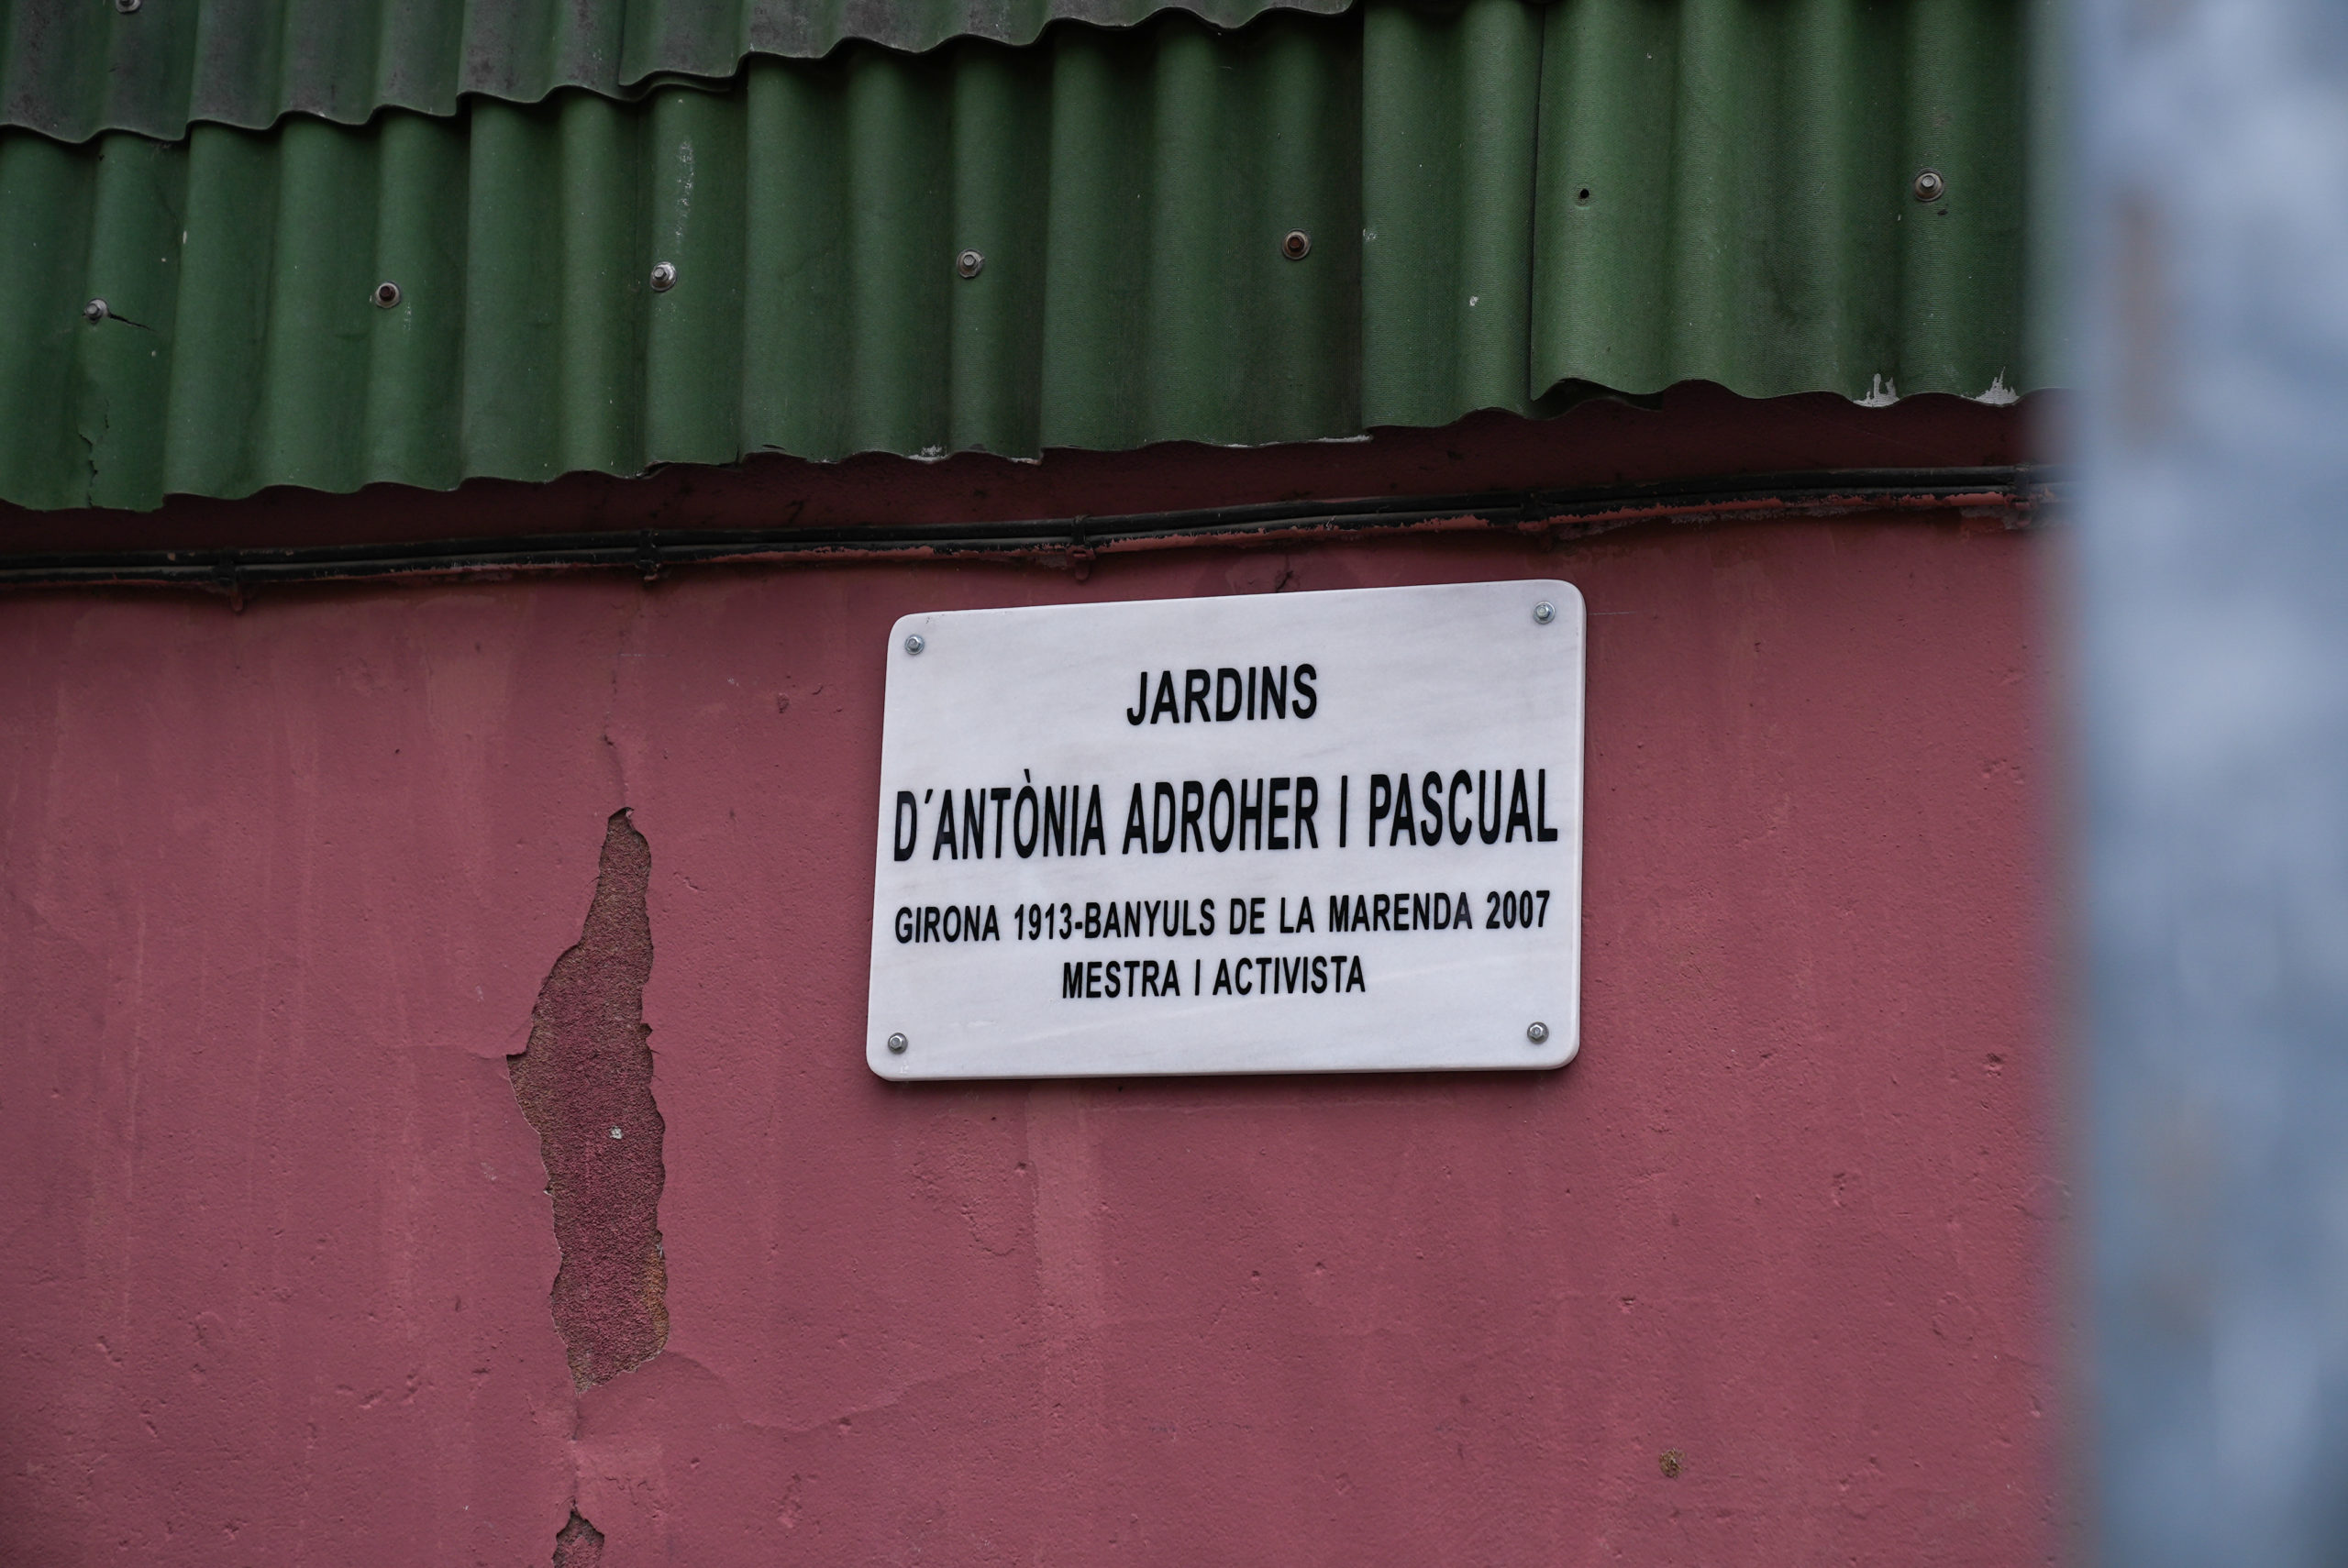 JARDINS
D´ANTÒNIA ADROHER I PASCUAL
GIRONA 1913-BANYULS DE LA MARENDA 2007
MESTRA I ACTIVISTA